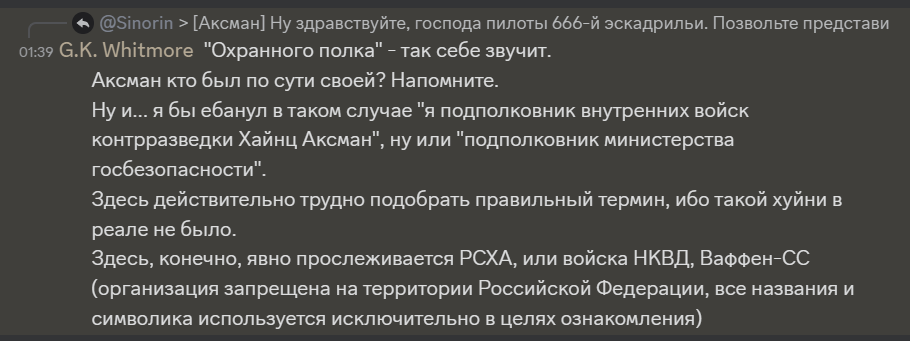 @Sinorin > [Аксман] Ну здравствуйте, господа пилоты 666-й эскадрильи. Позвольте представи
01:39 G.K. Whitmore "Охранного полка" - так себе звучит.
Аксман кто был по сути своей? Напомните.
Ну и... я бы ебанул в таком случае "я подполковник внутренних войск
контрразведки Хайнц Аксман", ну или "подполковник министерства
госбезопасности".
Здесь действительно трудно подобрать правильный термин, ибо такой хуйни в
реале не было.
Здесь, конечно, явно прослеживается РСХА, или войска НКВД, Ваффен-СС
(организация запрещена на территории Российской Федерации, все названия и
символика используется исключительно в целях ознакомления)